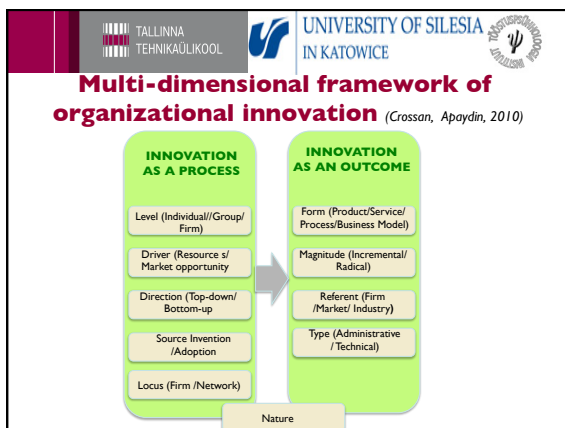 TALLINNA
TEHNIKAÜLIKOOL
UNIVERSITY OF SILESIA
IN KATOWICE
TÖÖSTUSPSÜHHOLOOGIA INSTITUUT
Ψ
Multi-dimensional framework of
organizational innovation (Crossan, Apaydin, 2010)
INNOVATION
AS A PROCESS
Level (Individual//Group/
Firm)
Driver (Resource s/
Market opportunity
Direction (Top-down/
Bottom-up
Source Invention
/Adoption
Locus (Firm /Network)
INNOVATION
AS AN OUTCOME
Form (Product/Service/
Process/Business Model)
Magnitude (Incremental/
Radical)
Referent (Firm
/Market/ Industry)
Type (Administrative
/ Technical)
Nature